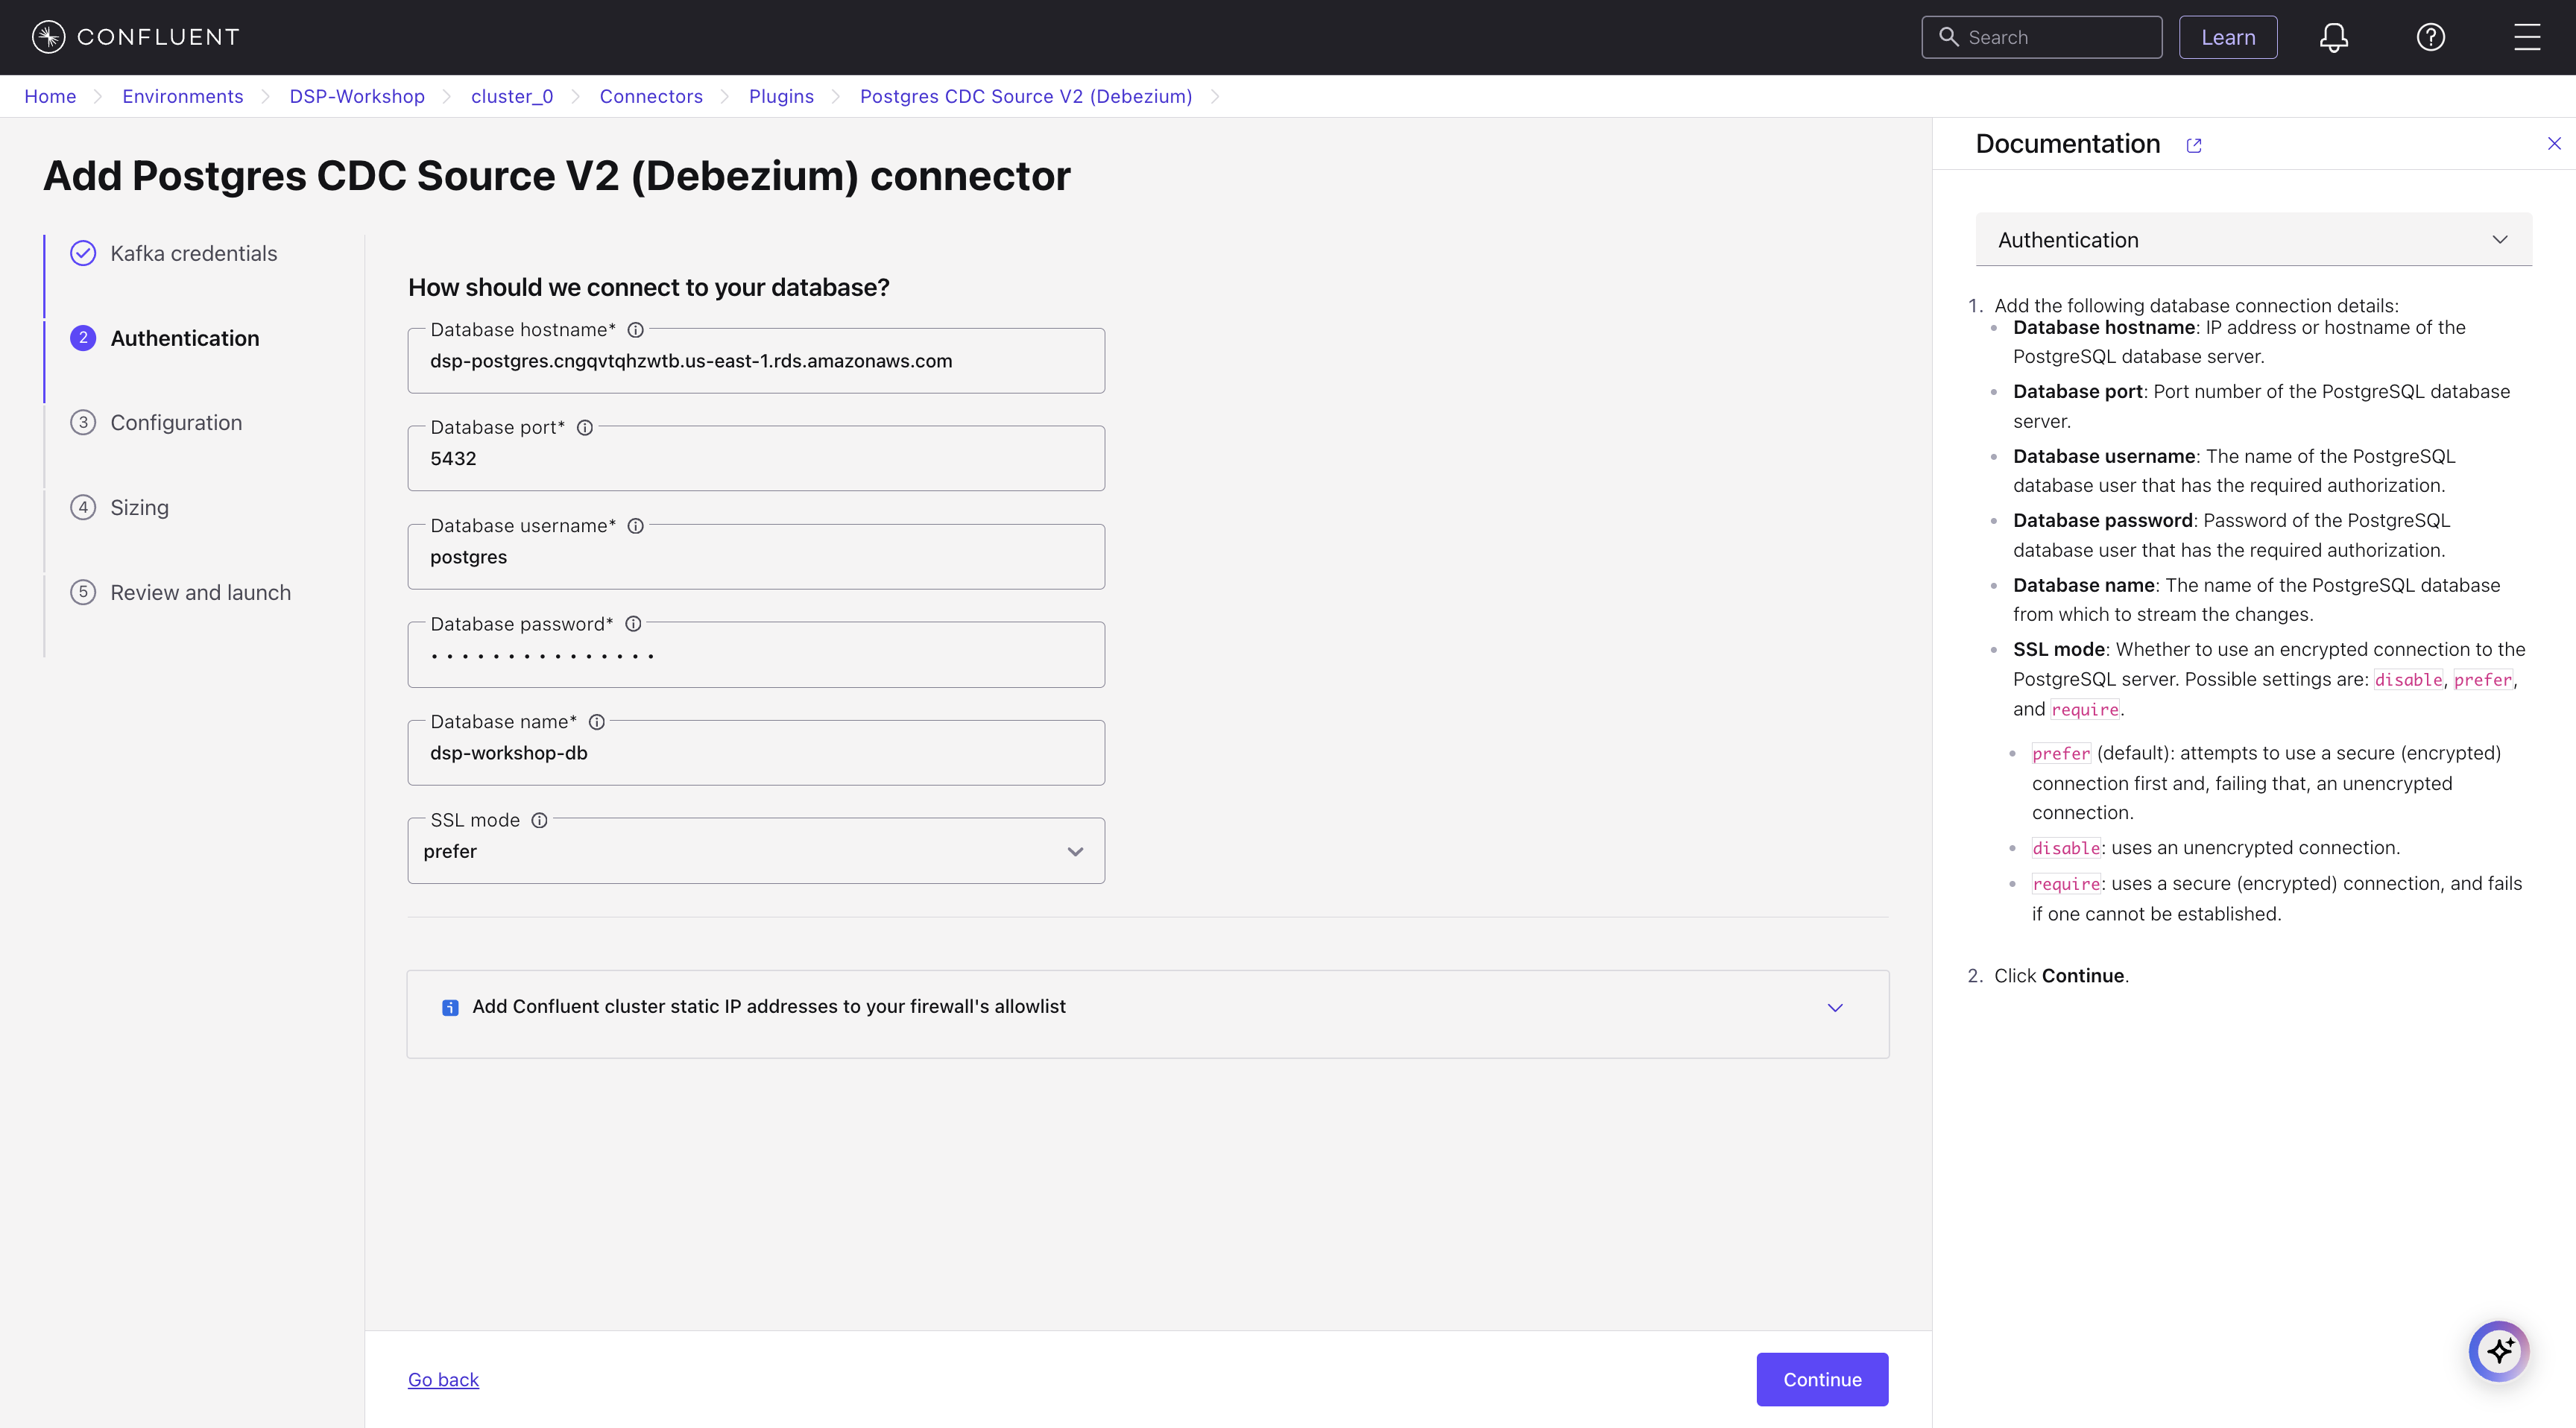 CONFLUENT
Search
Learn
Home
Environments
DSP-Workshop
cluster_0
Connectors
Plugins
Postgres CDC Source V2 (Debezium)
Add Postgres CDC Source V2 (Debezium) connector
Kafka credentials
2 Authentication
3 Configuration
4 Sizing
5 Review and launch
How should we connect to your database?
Database hostname*
dsp-postgres.cngqvtqhzwtb.us-east-1.rds.amazonaws.com
Database port*
5432
Database username*
postgres
Database password*
• • • • • • • • • • • • • • •
Database name*
dsp-workshop-db
SSL mode
prefer
Add Confluent cluster static IP addresses to your firewall's allowlist
Go back
Continue
Documentation
Authentication
1. Add the following database connection details:
• Database hostname: IP address or hostname of the
PostgreSQL database server.
• Database port: Port number of the PostgreSQL database
server.
• Database username: The name of the PostgreSQL
database user that has the required authorization.
• Database password: Password of the PostgreSQL
database user that has the required authorization.
• Database name: The name of the PostgreSQL database
from which to stream the changes.
• SSL mode: Whether to use an encrypted connection to the
PostgreSQL server. Possible settings are: disable, prefer,
and require.
• prefer (default): attempts to use a secure (encrypted)
connection first and, failing that, an unencrypted
connection.
• disable: uses an unencrypted connection.
• require: uses a secure (encrypted) connection, and fails
if one cannot be established.
2. Click Continue.